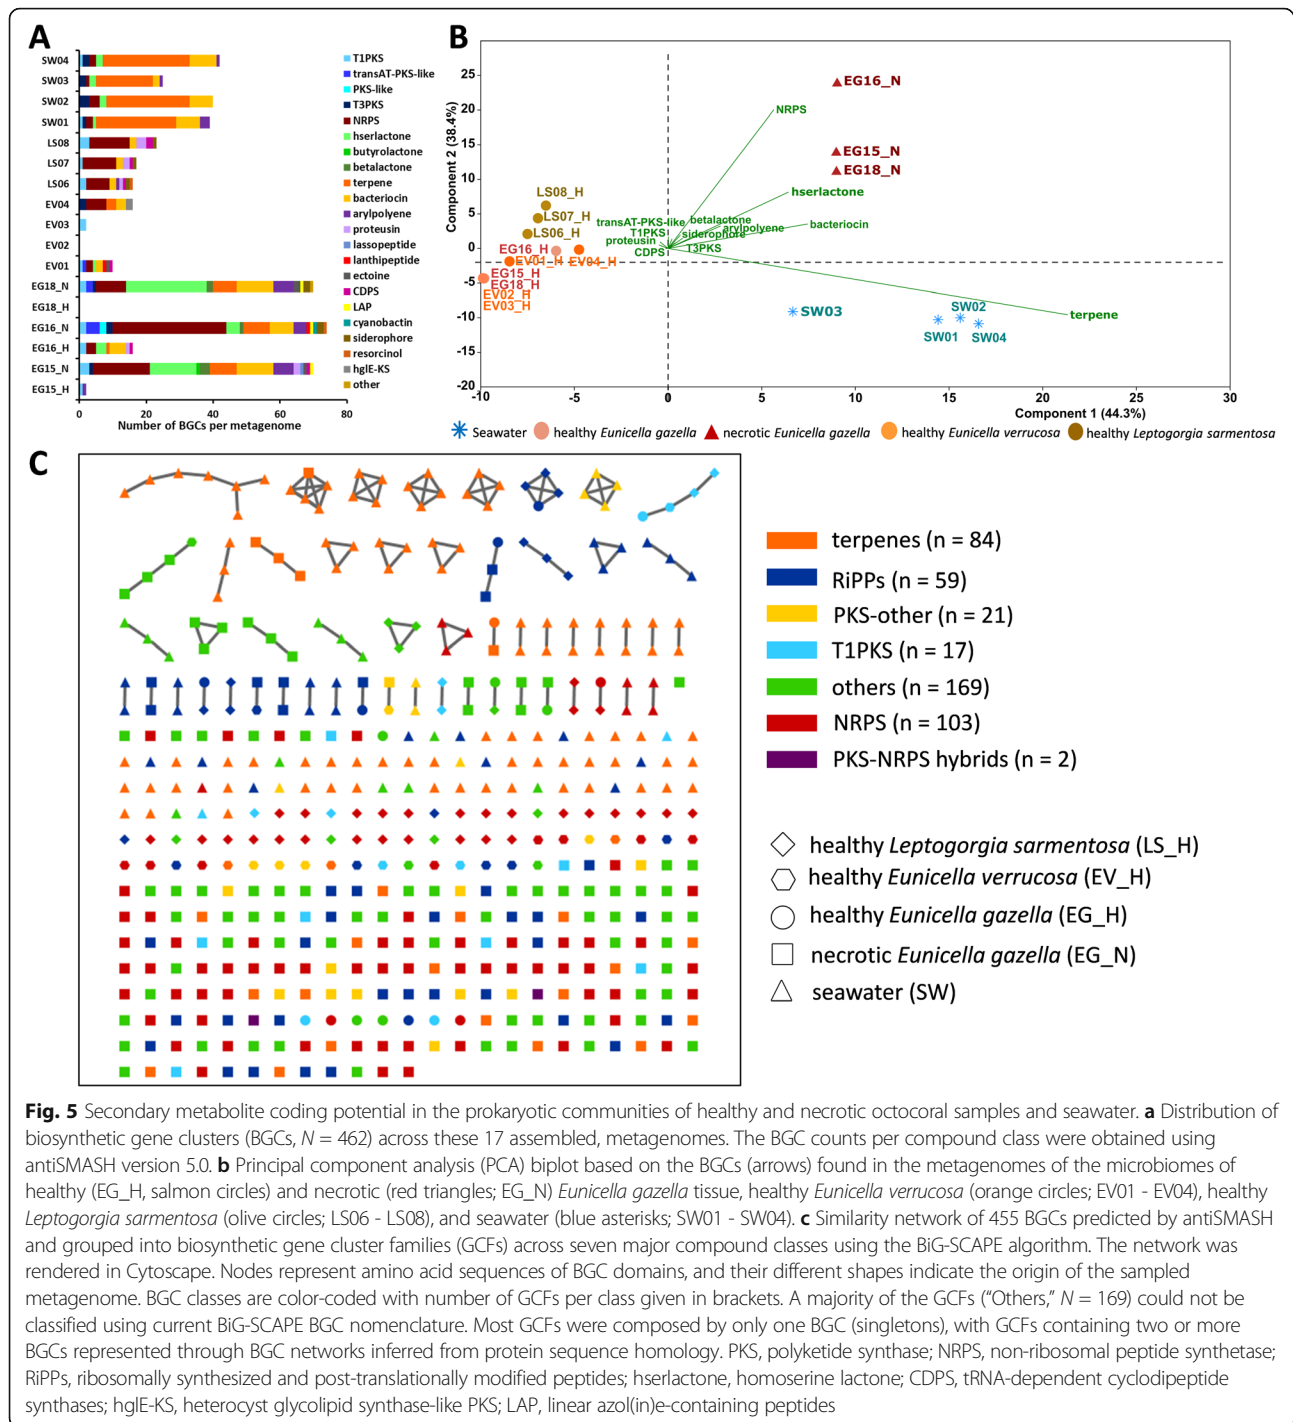 A
SW04
SW03
SW02
SW01
LS08
LS07
LS06
EV04
EV03
EV02
EV01
EG18_N
EG18_H
EG16_N
EG16_H
EG15_N
EG15_H
0 20 40 60 80
Number of BGCs per metagenome
T1PKS
transAT-PKS-like
PKS-like
T3PKS
NRPS
hserlactone
butyrolactone
betalactone
terpene
bacteriocin
arylpolyene
proteusin
lassopeptide
lanthipeptide
ectoine
CDPS
LAP
cyanobactin
siderophore
resorcinol
hglE-KS
other
B
Component 2 (38.4%)
25
20
15
10
5
0
-5
-10
-15
-20
-10 -5 0 5 10 15 20 25 30
Component 1 (44.3%)
EG16_N
NRPS
EG15_N
EG18_N
hserlactone
LS08_H
LS07_H
LS06_H
transAT-PKS-like
betalactone
bacteriocin
T1PKS
arylpolyene
siderophore
proteusin
CDPS
T3PKS
EG16_H
EV01_H
EV04_H
EG15_H
EG18_H
EV02_H
EV03_H
SW03
SW02
terpene
SW01
SW04
Seawater
healthy Eunicella gazella
necrotic Eunicella gazella
healthy Eunicella verrucosa
healthy Leptogorgia sarmentosa
C
terpenes (n = 84)
RiPPs (n = 59)
PKS-other (n = 21)
T1PKS (n = 17)
others (n = 169)
NRPS (n = 103)
PKS-NRPS hybrids (n = 2)
healthy Leptogorgia sarmentosa (LS_H)
healthy Eunicella verrucosa (EV_H)
healthy Eunicella gazella (EG_H)
necrotic Eunicella gazella (EG_N)
seawater (SW)
Fig. 5 Secondary metabolite coding potential in the prokaryotic communities of healthy and necrotic octocoral samples and seawater. a Distribution of
biosynthetic gene clusters (BGCs, N = 462) across these 17 assembled, metagenomes. The BGC counts per compound class were obtained using
antiSMASH version 5.0. b Principal component analysis (PCA) biplot based on the BGCs (arrows) found in the metagenomes of the microbiomes of
healthy (EG_H, salmon circles) and necrotic (red triangles; EG_N) Eunicella gazella tissue, healthy Eunicella verrucosa (orange circles; EV01 - EV04), healthy
Leptogorgia sarmentosa (olive circles; LS06 - LS08), and seawater (blue asterisks; SW01 - SW04). c Similarity network of 455 BGCs predicted by antiSMASH
and grouped into biosynthetic gene cluster families (GCFs) across seven major compound classes using the BiG-SCAPE algorithm. The network was
rendered in Cytoscape. Nodes represent amino acid sequences of BGC domains, and their different shapes indicate the origin of the sampled
metagenome. BGC classes are color-coded with number of GCFs per class given in brackets. A majority of the GCFs (“Others,” N = 169) could not be
classified using current BiG-SCAPE BGC nomenclature. Most GCFs were composed by only one BGC (singletons), with GCFs containing two or more
BGCs represented through BGC networks inferred from protein sequence homology. PKS, polyketide synthase; NRPS, non-ribosomal peptide synthetase;
RiPPs, ribosomally synthesized and post-translationally modified peptides; hserlactone, homoserine lactone; CDPS, tRNA-dependent cyclodipeptide
synthases; hglE-KS, heterocyst glycolipid synthase-like PKS; LAP, linear azol(in)e-containing peptides